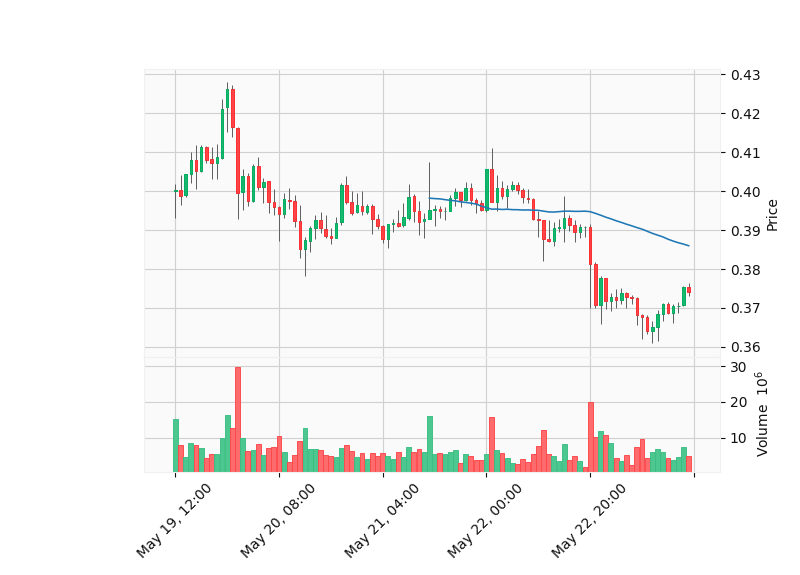 0.43
0.42
0.41
0.40
0.39
0.38
0.37
0.36
Price
30
20
10
Volume 10⁶
May 19, 12:00
May 20, 08:00
May 21, 04:00
May 22, 00:00
May 22, 20:00